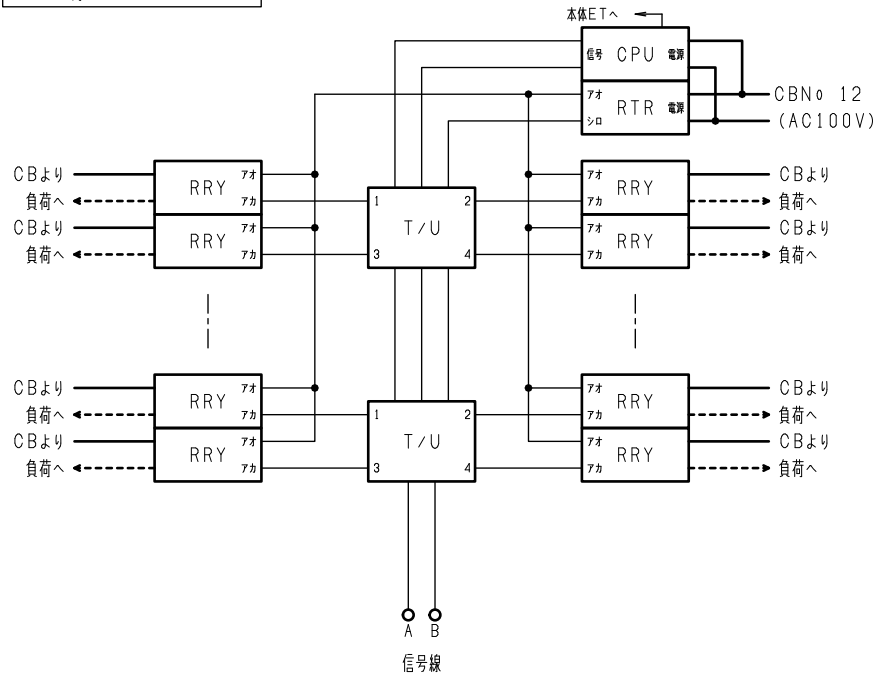 本体ETへ
信号 CPU 電源
アオ RTR 電源
シロ
CBNo 12
(AC100V)
CBより RRY アオ
負荷へ アカ
CBより RRY アオ
負荷へ アカ
1 T/U 2
3 4
アオ RRY CBより
アカ 負荷へ
アオ RRY CBより
アカ 負荷へ
CBより RRY アオ
負荷へ アカ
CBより RRY アオ
負荷へ アカ
1 T/U 2
3 4
アオ RRY CBより
アカ 負荷へ
アオ RRY CBより
アカ 負荷へ
A B
信号線